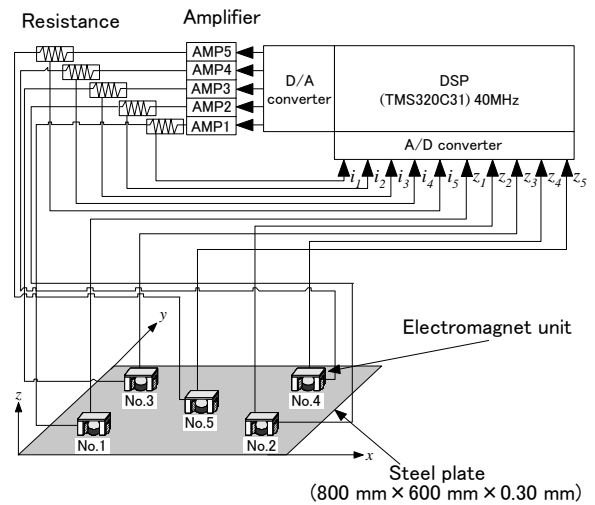 Resistance
Amplifier
AMP5
AMP4
AMP3
AMP2
AMP1
D/A
converter
DSP
(TMS320C31) 40MHz
A/D converter
i1 i2 i3 i4 i5 z1 z2 z3 z4 z5
y
Electromagnet unit
z
No.3
No.4
No.5
No.1
No.2
x
Steel plate
(800 mm×600 mm×0.30 mm)